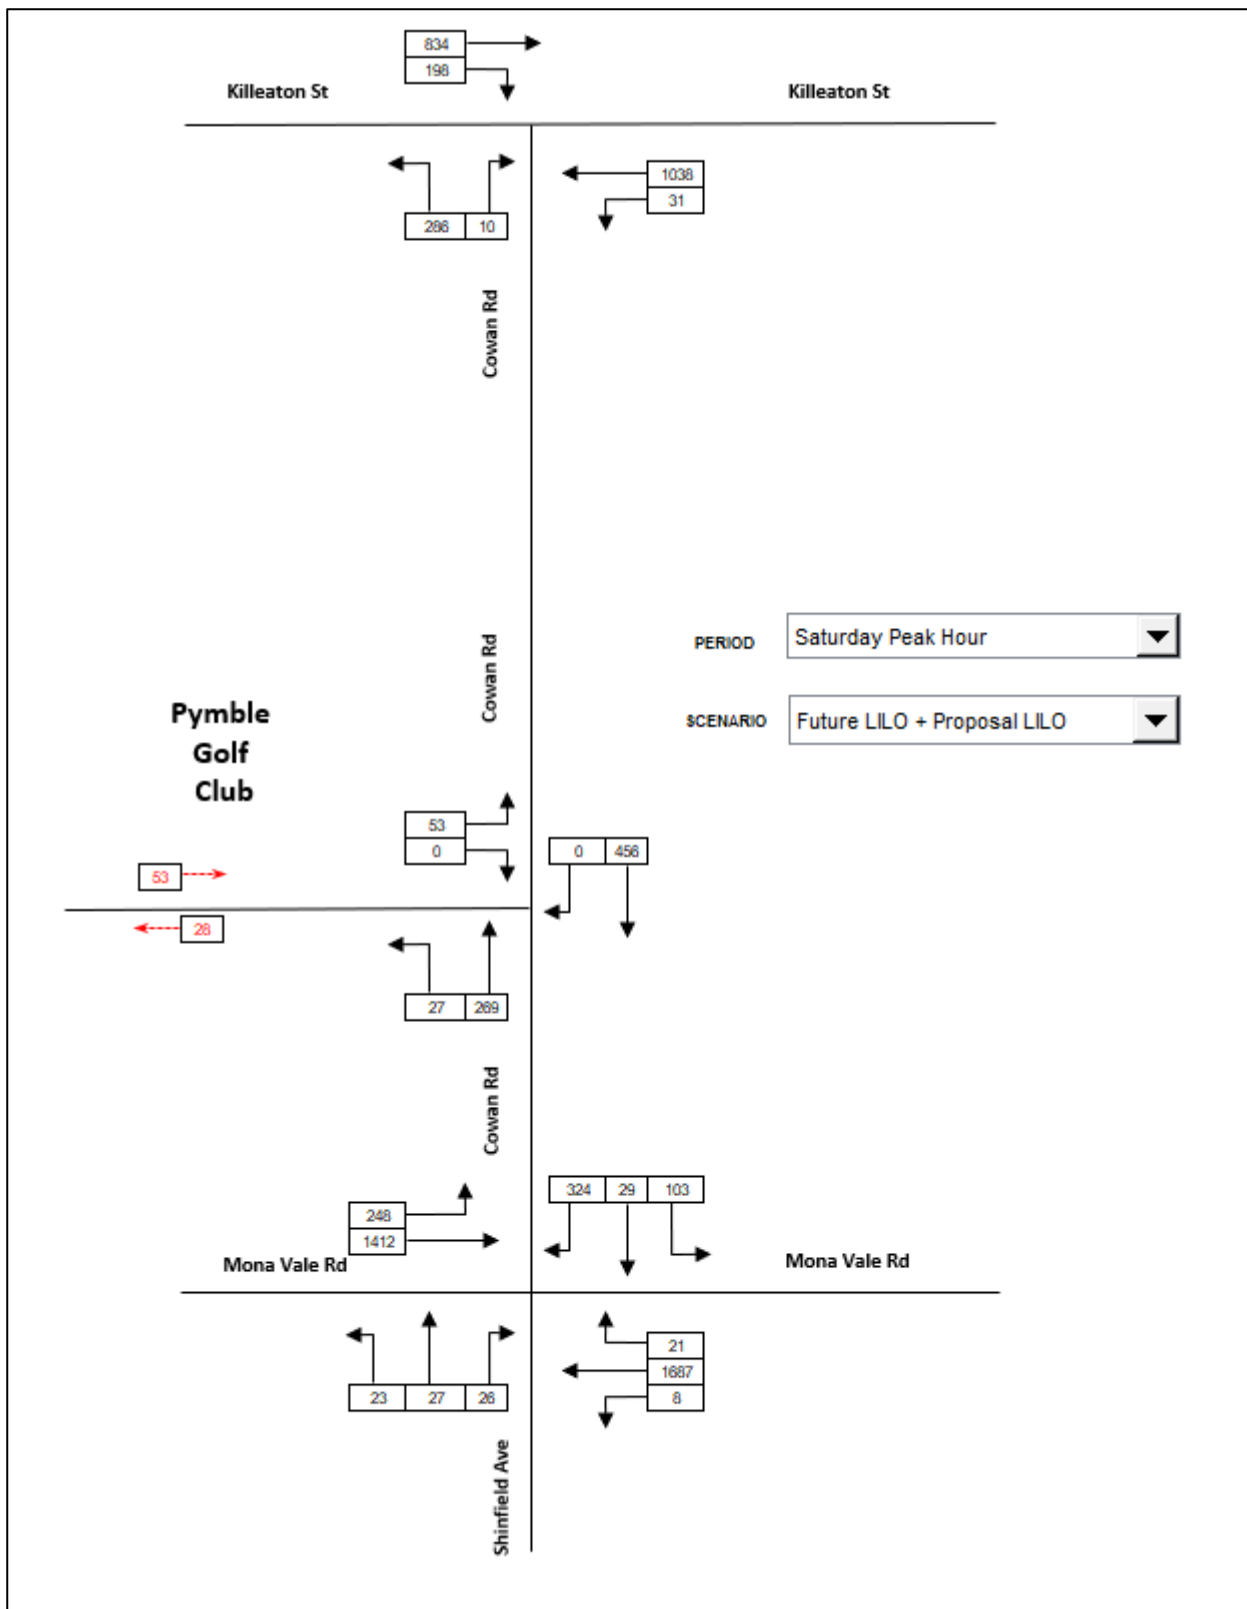 834
198
Killeaton St Killeaton St
1038
31
286 10
Cowan Rd
PERIOD Saturday Peak Hour
Cowan Rd
SCENARIO Future LILO + Proposal LILO
Pymble
Golf
Club
53
0
0 456
53
28
27 269
Cowan Rd
324 29 103
248
1412
Mona Vale Rd Mona Vale Rd
21
1687
8
23 27 26
Shinfield Ave